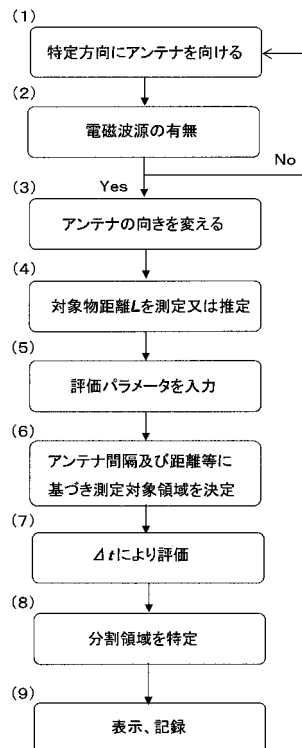 (1)
特定方向にアンテナを向ける
(2)
電磁波源の有無
No
Yes
(3)
アンテナの向きを変える
(4)
対象物距離Lを測定又は推定
(5)
評価パラメータを入力
(6)
アンテナ間隔及び距離等に
基づき測定対象領域を決定
(7)
Δtにより評価
(8)
分割領域を特定
(9)
表示、記録